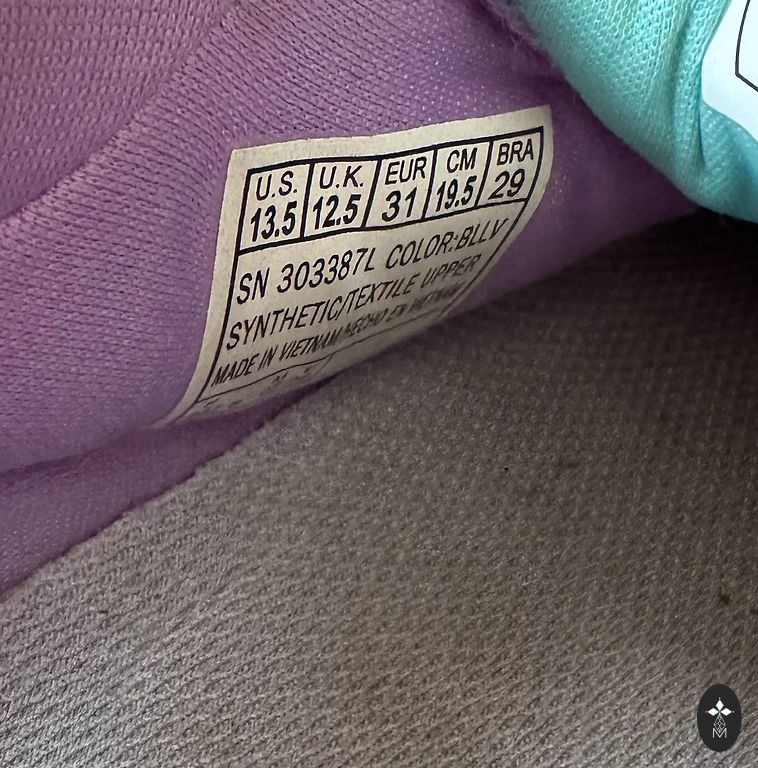 U.S. U.K. EUR CM BRA
13.5 12.5 31 19.5 29
SN 303387L COLOR:BLLV
SYNTHETIC/TEXTILE UPPER
MADE IN VIETNAM/HECHO EN VIETNAM
M